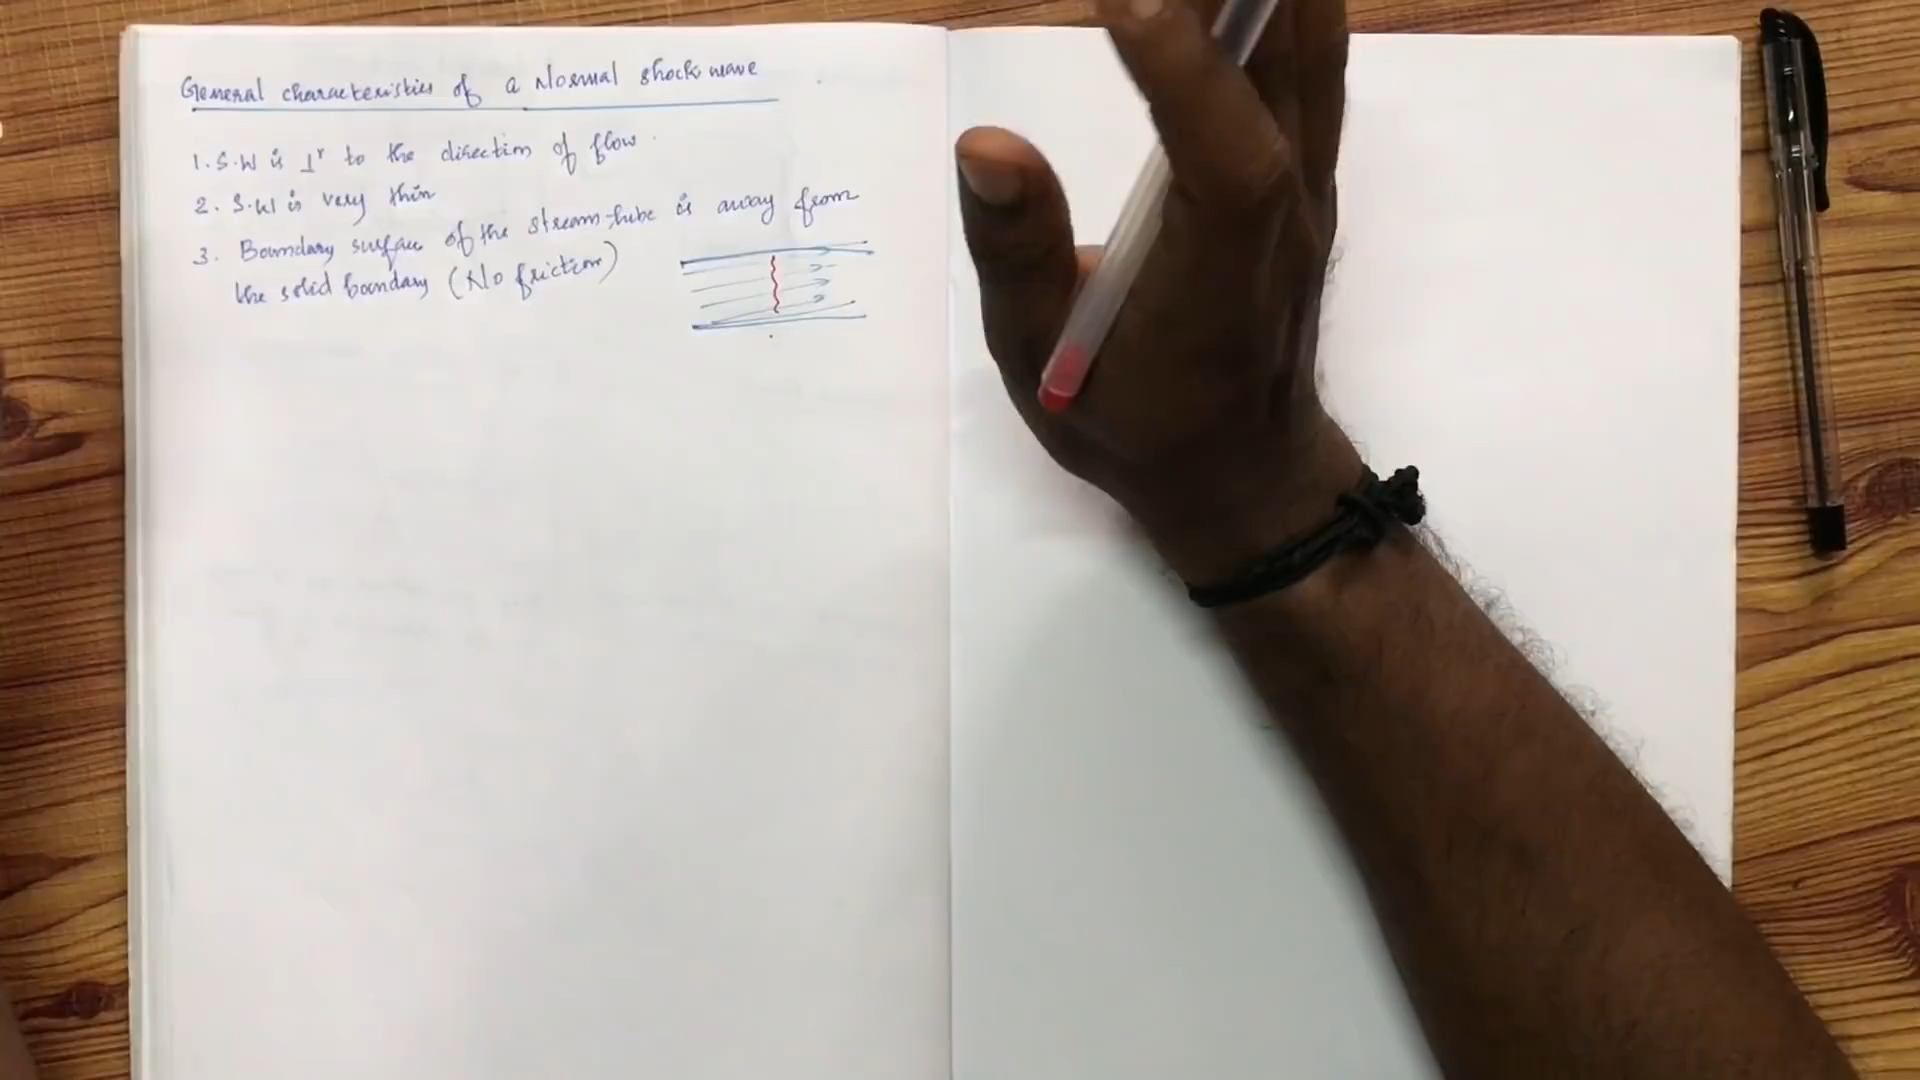 General characteristics of a Normal shock wave
1. S.W is ⊥r to the direction of flow.
2. S.W is very thin
3. Boundary surface of the stream-tube is away from
the solid boundary (No friction)